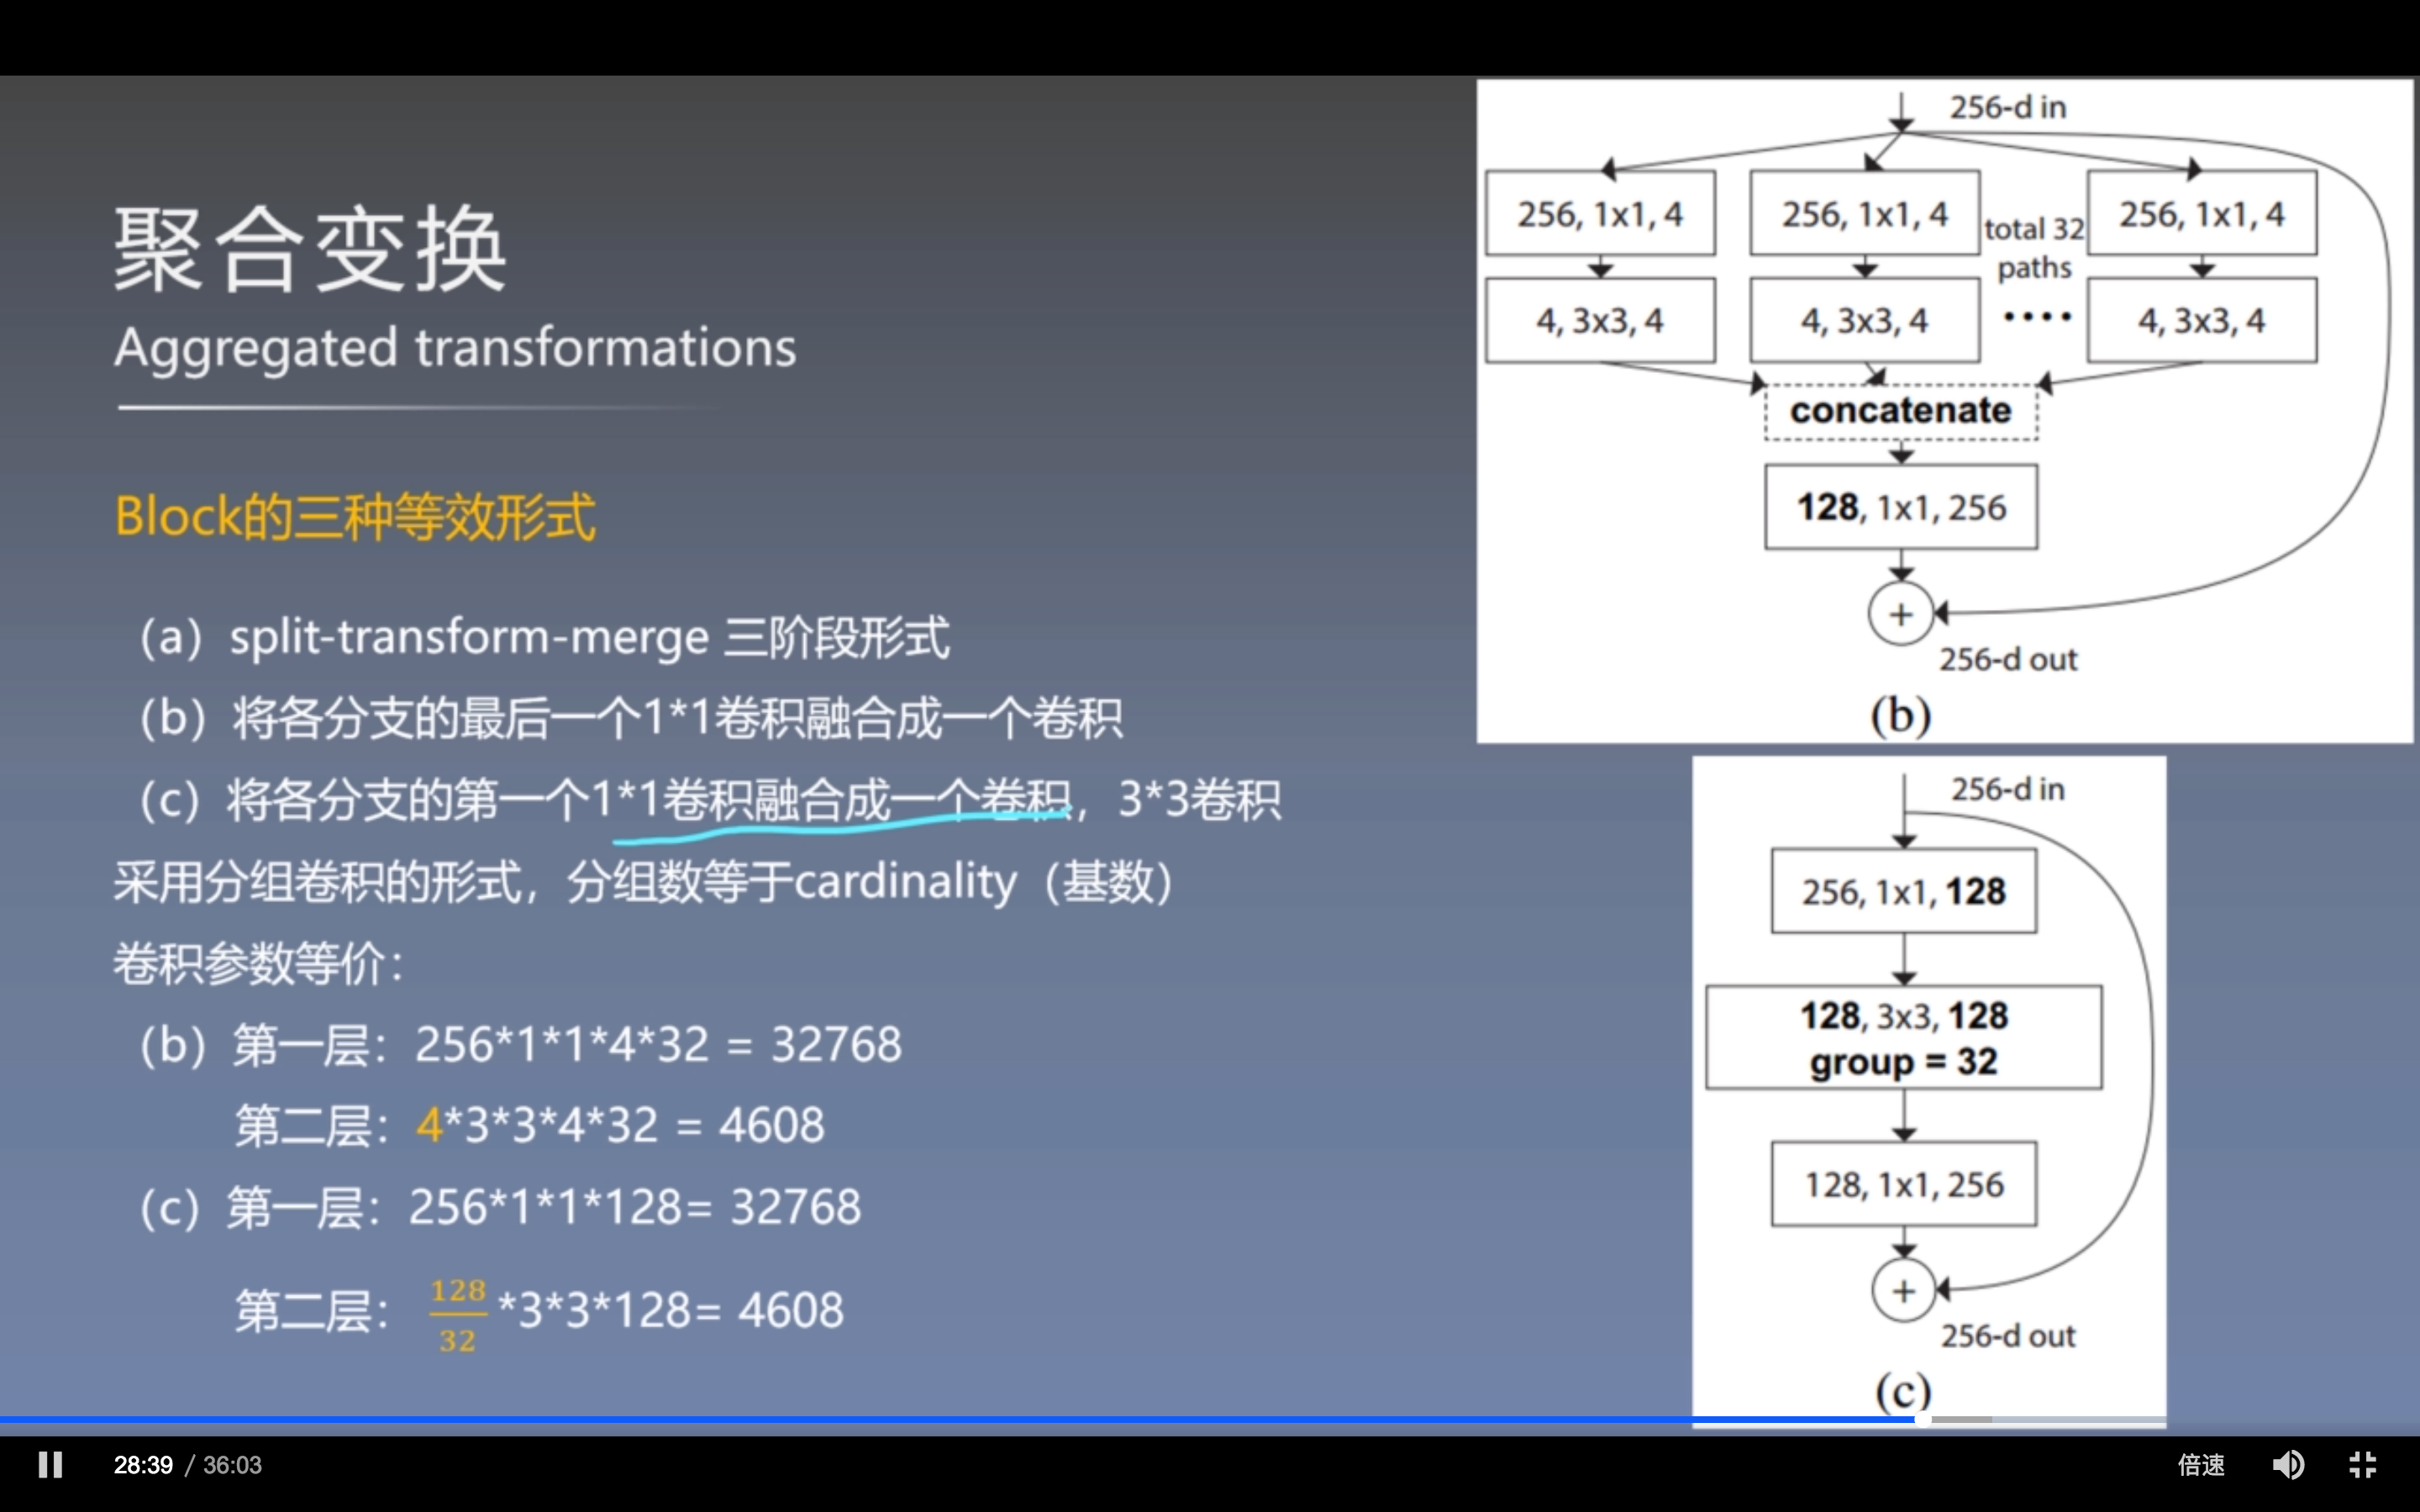 聚合变换
Aggregated transformations
Block的三种等效形式
（a）split-transform-merge 三阶段形式
（b）将各分支的最后一个1*1卷积融合成一个卷积
（c）将各分支的第一个1*1卷积融合成一个卷积，3*3卷积
采用分组卷积的形式，分组数等于cardinality（基数）
卷积参数等价：
（b）第一层：256*1*1*4*32 = 32768
第二层：4*3*3*4*32 = 4608
（c）第一层：256*1*1*128= 32768
第二层： 128/32 *3*3*128= 4608
256-d in
256, 1x1, 4
256, 1x1, 4
total 32
paths
256, 1x1, 4
4, 3x3, 4
4, 3x3, 4
....
4, 3x3, 4
concatenate
128, 1x1, 256
+
256-d out
(b)
256-d in
256, 1x1, 128
128, 3x3, 128
group = 32
128, 1x1, 256
+
256-d out
(c)
28:39 / 36:03
倍速